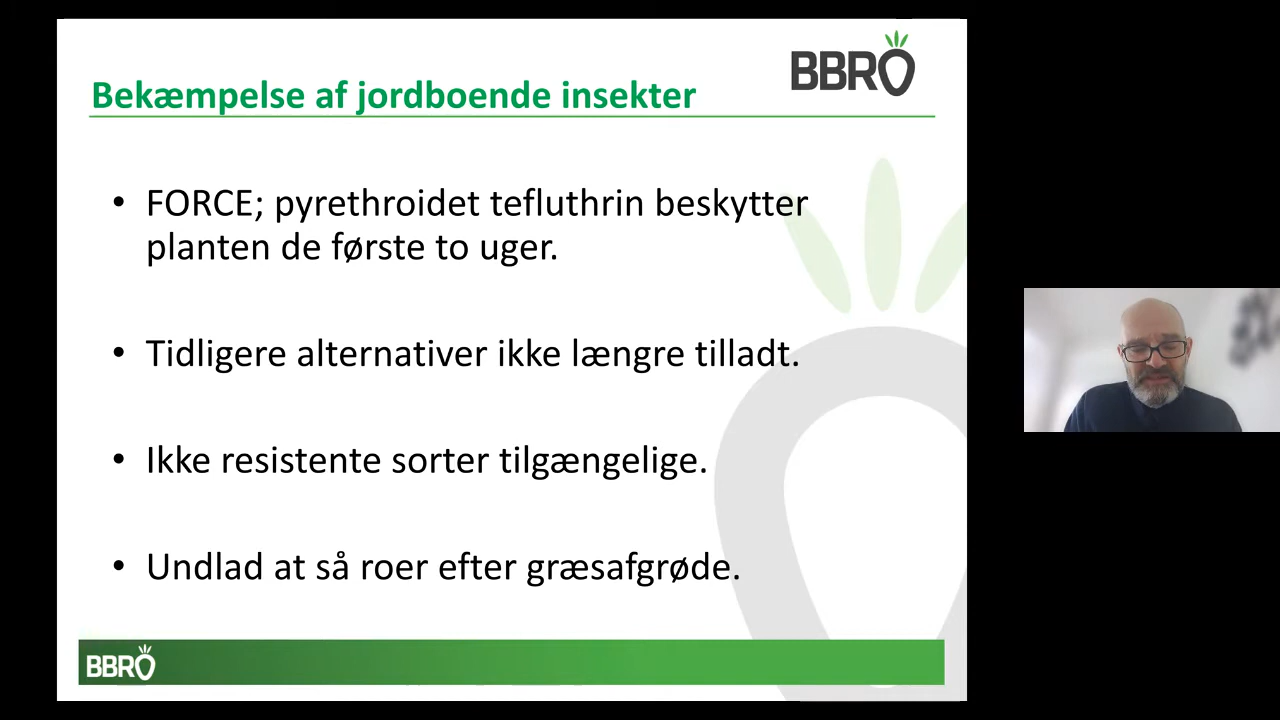 BBRO
Bekæmpelse af jordboende insekter
• FORCE; pyrethroidet tefluthrin beskytter
planten de første to uger.
• Tidligere alternativer ikke længre tilladt.
• Ikke resistente sorter tilgængelige.
• Undlad at så roer efter græsafgrøde.
BBRO